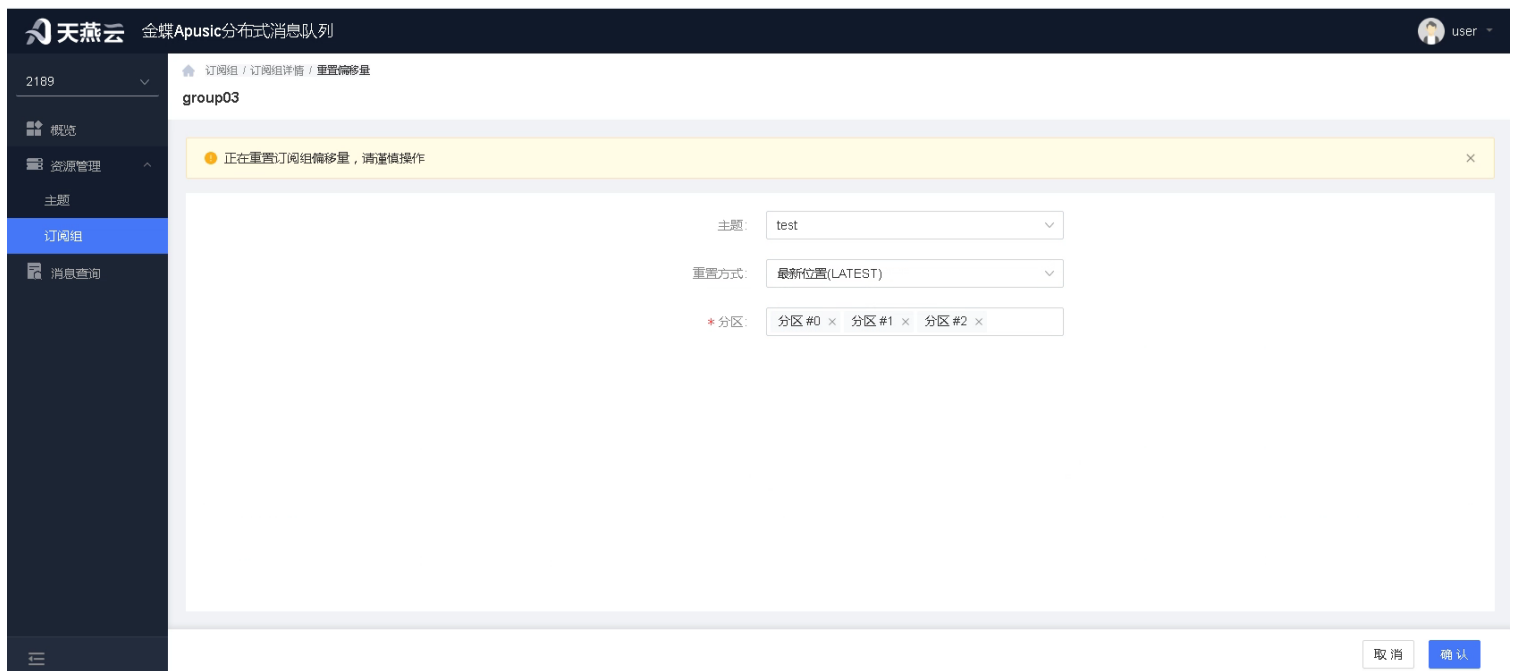 天燕云 金蝶Apusic分布式消息队列 user
2189
订阅组 / 订阅组详情 / 重置偏移量
group03
概览
资源管理
正在重置订阅组偏移量，请谨慎操作
主题
订阅组
消息查询
主题: test
重置方式: 最新位置(LATEST)
* 分区: 分区 #0 × 分区 #1 × 分区 #2 ×
取消 确认